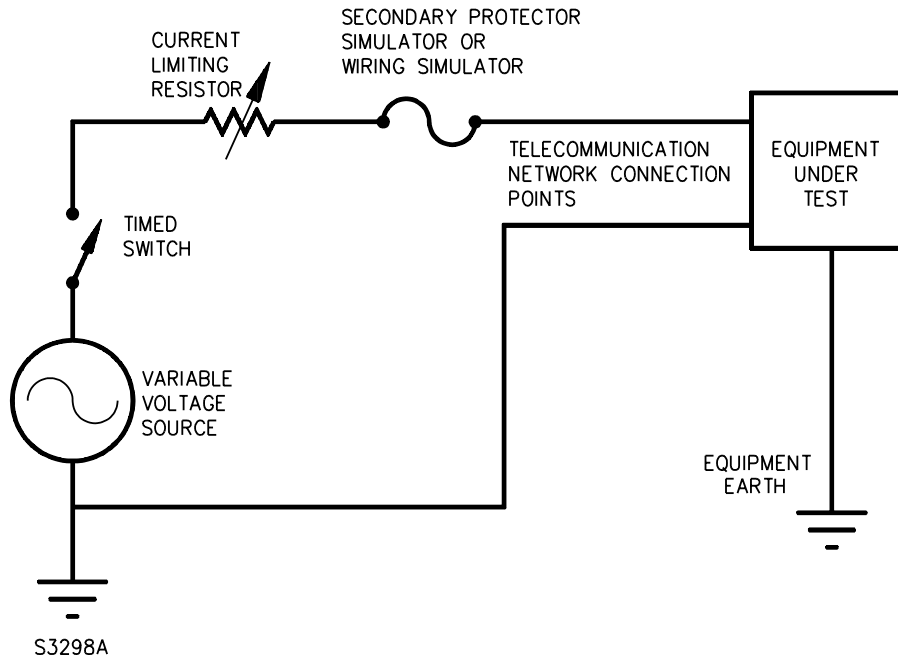 SECONDARY PROTECTOR
SIMULATOR OR
WIRING SIMULATOR
CURRENT
LIMITING
RESISTOR
TELECOMMUNICATION
NETWORK CONNECTION
POINTS
EQUIPMENT
UNDER
TEST
TIMED
SWITCH
VARIABLE
VOLTAGE
SOURCE
EQUIPMENT
EARTH
S3298A